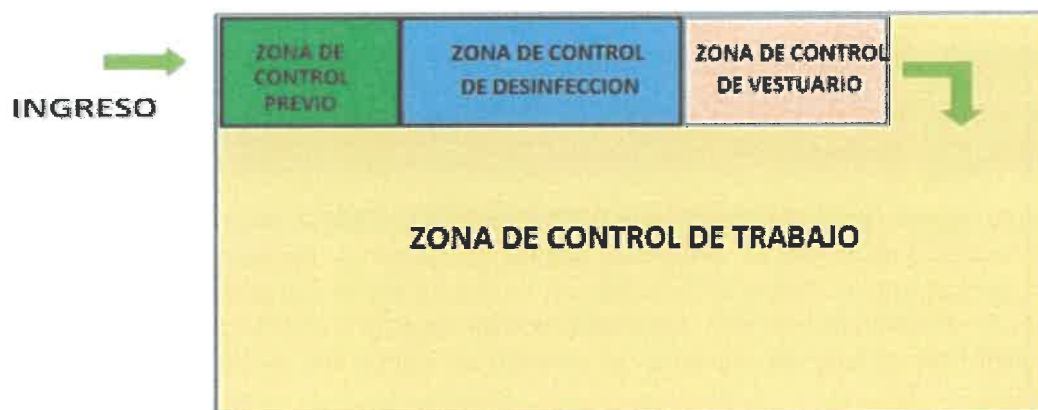 INGRESO
ZONA DE
CONTROL
PREVIO
ZONA DE CONTROL
DE DESINFECCION
ZONA DE CONTROL
DE VESTUARIO
ZONA DE CONTROL DE TRABAJO